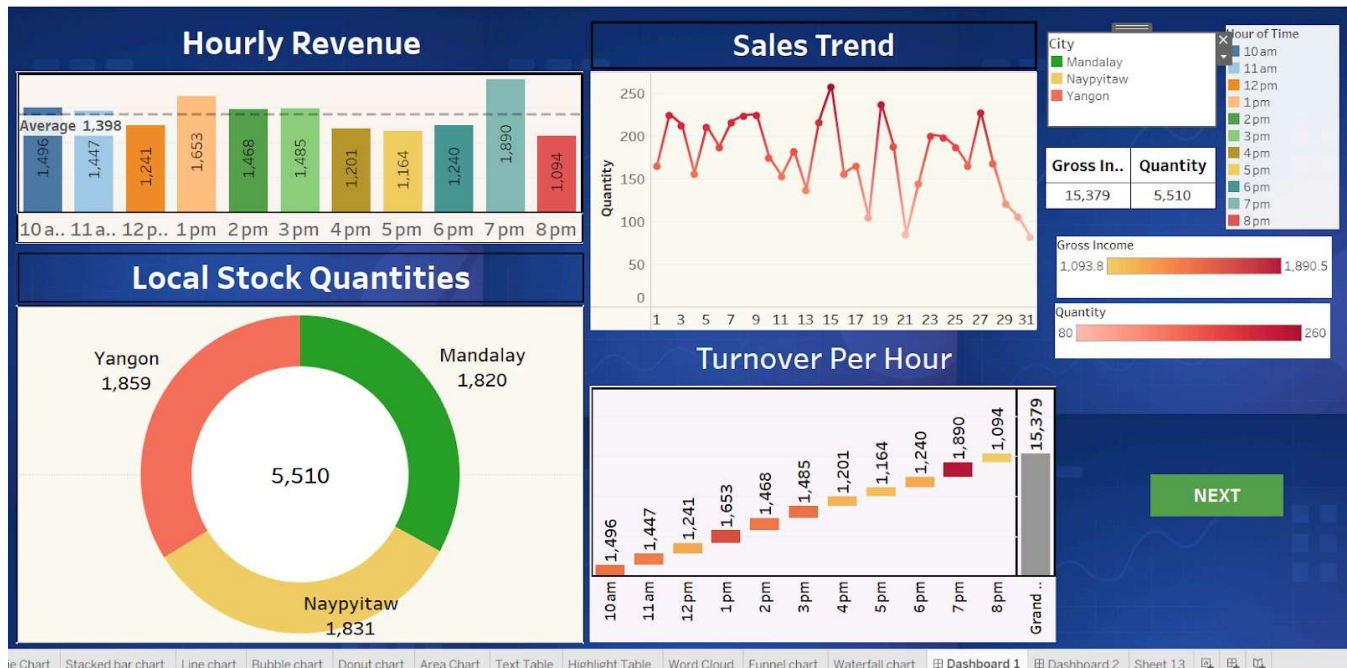 Hourly Revenue
Average 1,398
1,496
1,447
1,241
1,653
1,468
1,485
1,201
1,164
1,240
1,890
1,094
10 a.. 11 a.. 12 p.. 1 pm 2 pm 3 pm 4 pm 5 pm 6 pm 7 pm 8 pm
Local Stock Quantities
Yangon
1,859
Mandalay
1,820
5,510
Naypyitaw
1,831
Sales Trend
Quantity
250
200
150
100
50
0
1 3 5 7 9 11 13 15 17 19 21 23 25 27 29 31
Turnover Per Hour
1,496
1,447
1,241
1,653
1,468
1,485
1,201
1,164
1,240
1,890
1,094
15,379
10 am
11 am
12 pm
1 pm
2 pm
3 pm
4 pm
5 pm
6 pm
7 pm
8 pm
Grand ..
City
Mandalay
Naypyitaw
Yangon
Hour of Time
10 am
11 am
12 pm
1 pm
2 pm
3 pm
4 pm
5 pm
6 pm
7 pm
8 pm
Gross In.. Quantity
15,379 5,510
Gross Income
1,093.8 1,890.5
Quantity
80 260
NEXT
e Chart Stacked bar chart Line chart Bubble chart Donut chart Area Chart Text Table Highlight Table Word Cloud Funnel chart Waterfall chart Dashboard 1 Dashboard 2 Sheet 13